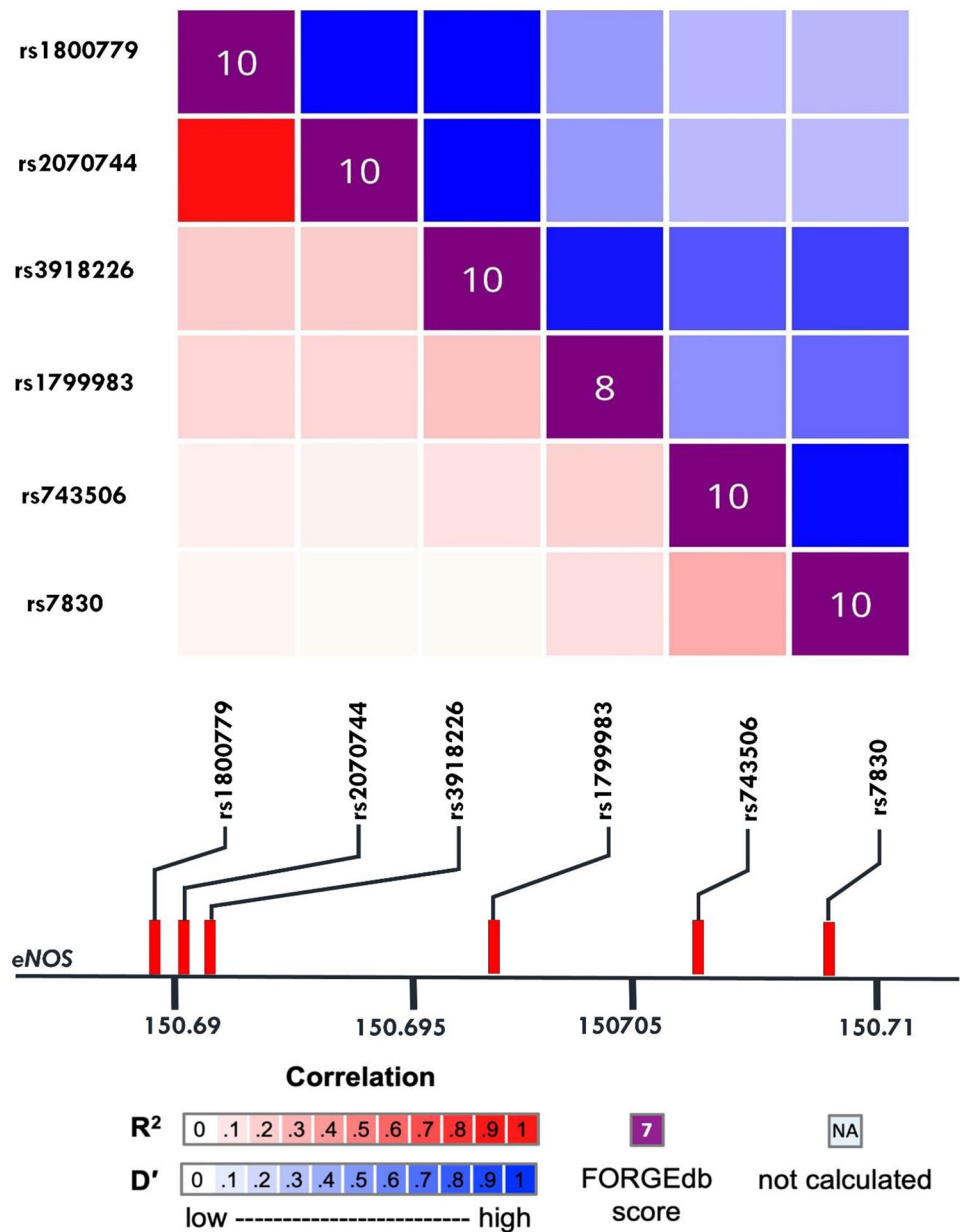 rs1800779 10
rs2070744 10
rs3918226 10
rs1799983 8
rs743506 10
rs7830 10
rs1800779 rs2070744 rs3918226 rs1799983 rs743506 rs7830
eNOS
150.69 150.695 150705 150.71
Correlation
R² 0 .1 .2 .3 .4 .5 .6 .7 .8 .9 1 7 NA
D′ 0 .1 .2 .3 .4 .5 .6 .7 .8 .9 1 FORGEdb not calculated
low ----------------------- high score